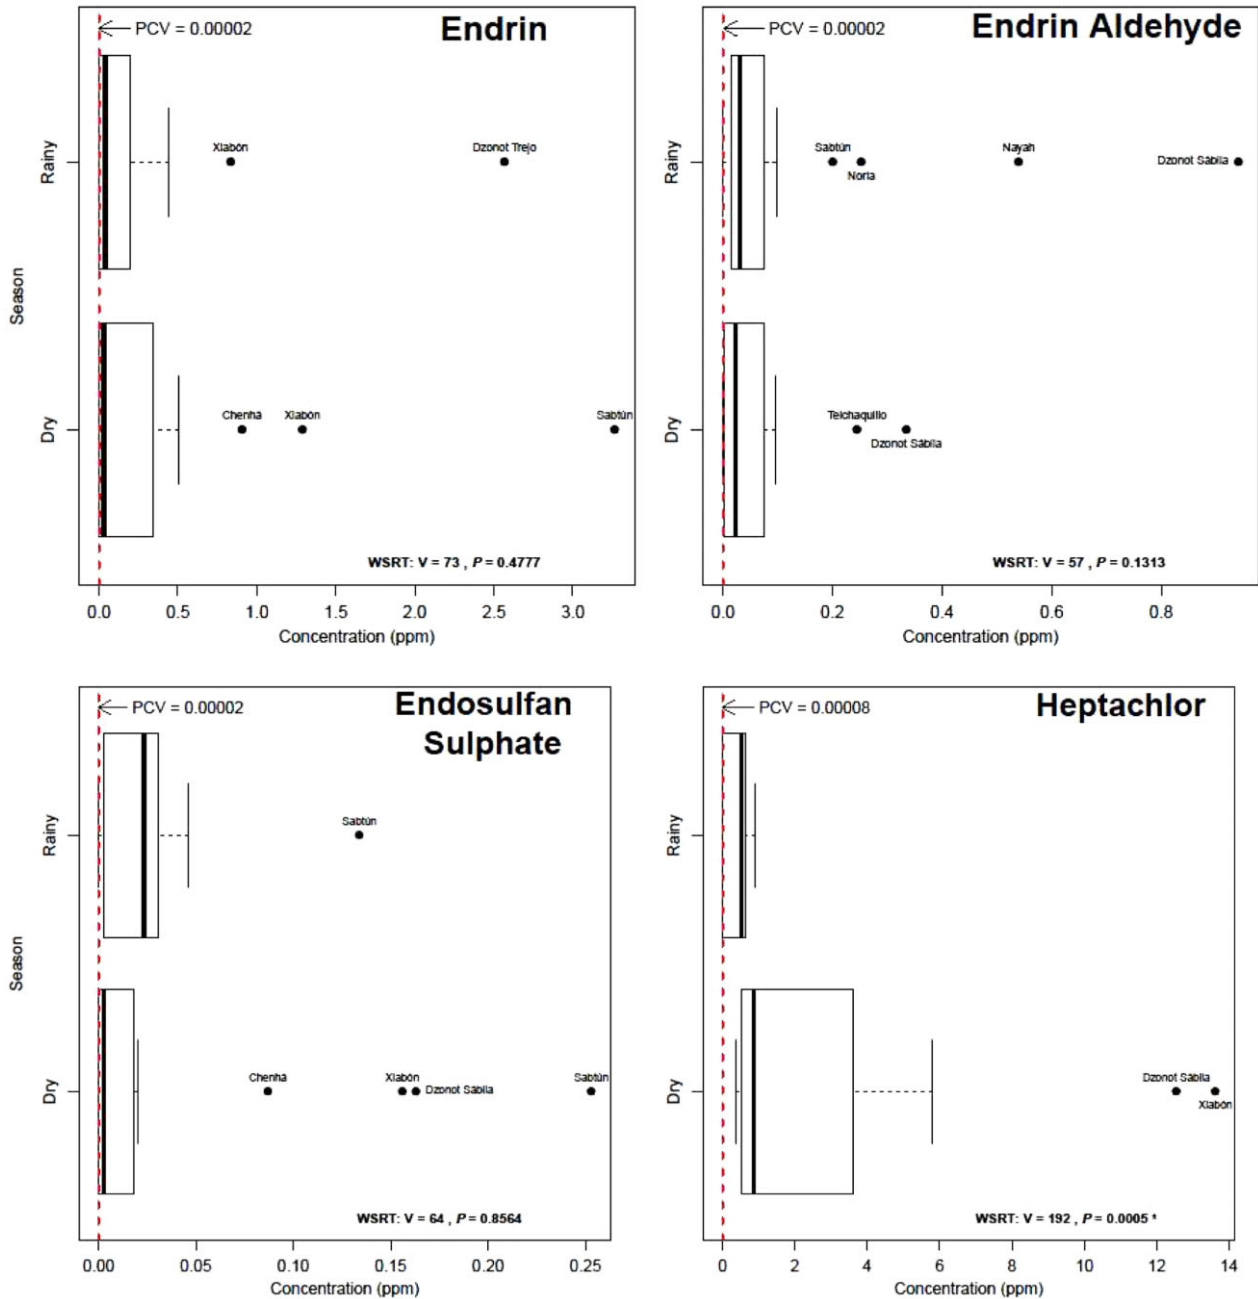 PCV = 0.00002
Endrin
Rainy
Xlabón
Dzonot Trejo
Season
Dry
Chenhá
Xlabón
Sabtún
WSRT: V = 73 , P = 0.4777
0.0 0.5 1.0 1.5 2.0 2.5 3.0
Concentration (ppm)
PCV = 0.00002
Endrin Aldehyde
Rainy
Sabtún
Noria
Nayah
Dzonot Sábila
Dry
Telchaquillo
Dzonot Sábila
WSRT: V = 57 , P = 0.1313
0.0 0.2 0.4 0.6 0.8
Concentration (ppm)
PCV = 0.00002
Endosulfan
Sulphate
Rainy
Sabtún
Season
Dry
Chenhá
Xlabón
Dzonot Sábila
Sabtún
WSRT: V = 64 , P = 0.8564
0.00 0.05 0.10 0.15 0.20 0.25
Concentration (ppm)
PCV = 0.00008
Heptachlor
Rainy
Dry
Dzonot Sábila
Xlabón
WSRT: V = 192 , P = 0.0005 *
0 2 4 6 8 10 12 14
Concentration (ppm)